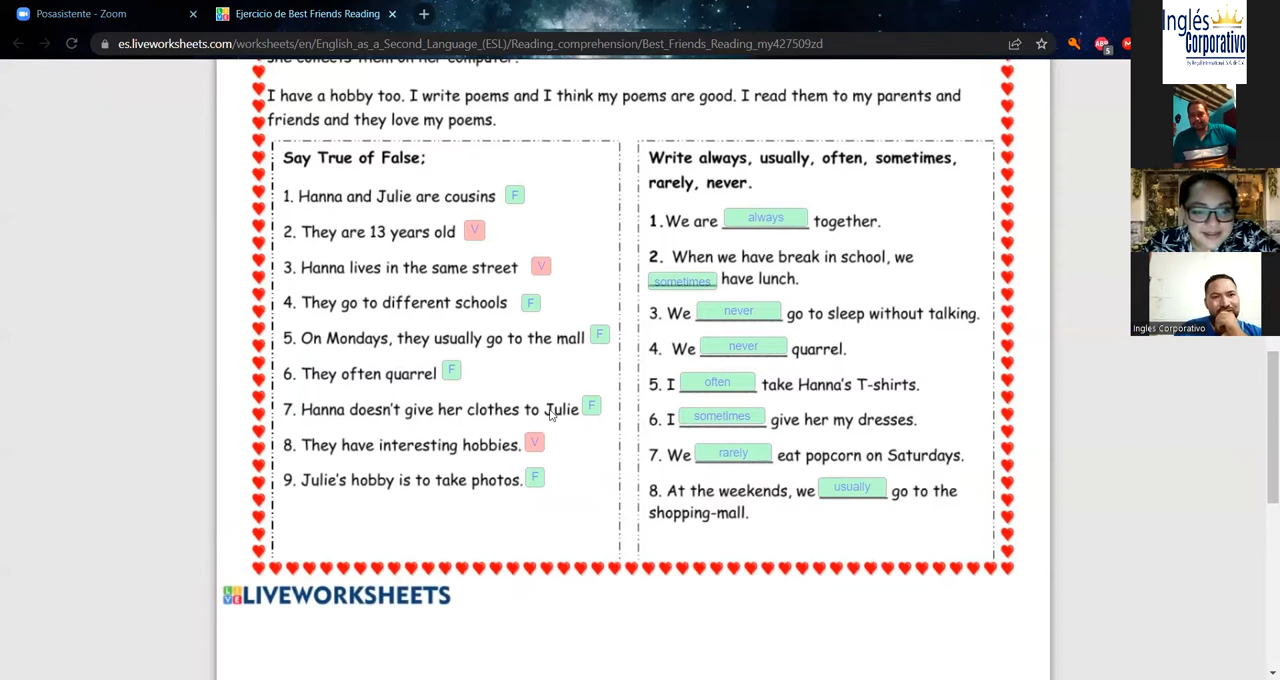 Posasistente - Zoom
Ejercicio de Best Friends Reading
es.liveworksheets.com/worksheets/en/English_as_a_Second_Language_(ESL)/Reading_comprehension/Best_Friends_Reading_my427509zd
she collects them on her computer.
I have a hobby too. I write poems and I think my poems are good. I read them to my parents and
friends and they love my poems.
Say True of False;
1. Hanna and Julie are cousins F
2. They are 13 years old V
3. Hanna lives in the same street V
4. They go to different schools F
5. On Mondays, they usually go to the mall F
6. They often quarrel F
7. Hanna doesn't give her clothes to Julie F
8. They have interesting hobbies. V
9. Julie's hobby is to take photos. F
Write always, usually, often, sometimes,
rarely, never.
1. We are always together.
2. When we have break in school, we
sometimes have lunch.
3. We never go to sleep without talking.
4. We never quarrel.
5. I often take Hanna's T-shirts.
6. I sometimes give her my dresses.
7. We rarely eat popcorn on Saturdays.
8. At the weekends, we usually go to the
shopping-mall.
LIVEWORKSHEETS
Inglés
Corporativo
Ingles Corporativo